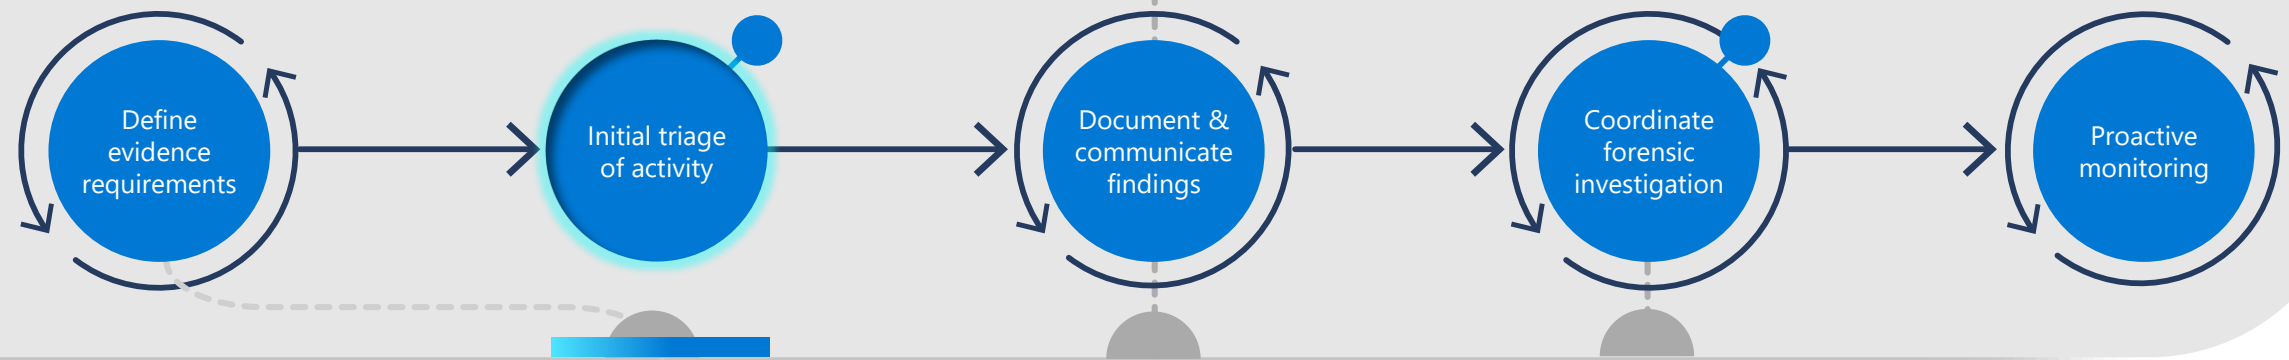 Define
evidence
requirements
Initial triage
of activity
Document &
communicate
findings
Coordinate
forensic
investigation
Proactive
monitoring